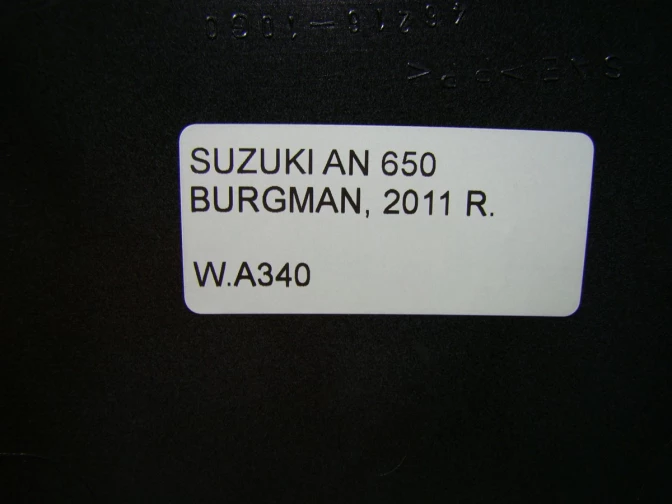 SUZUKI AN 650
BURGMAN, 2011 R.
W.A340